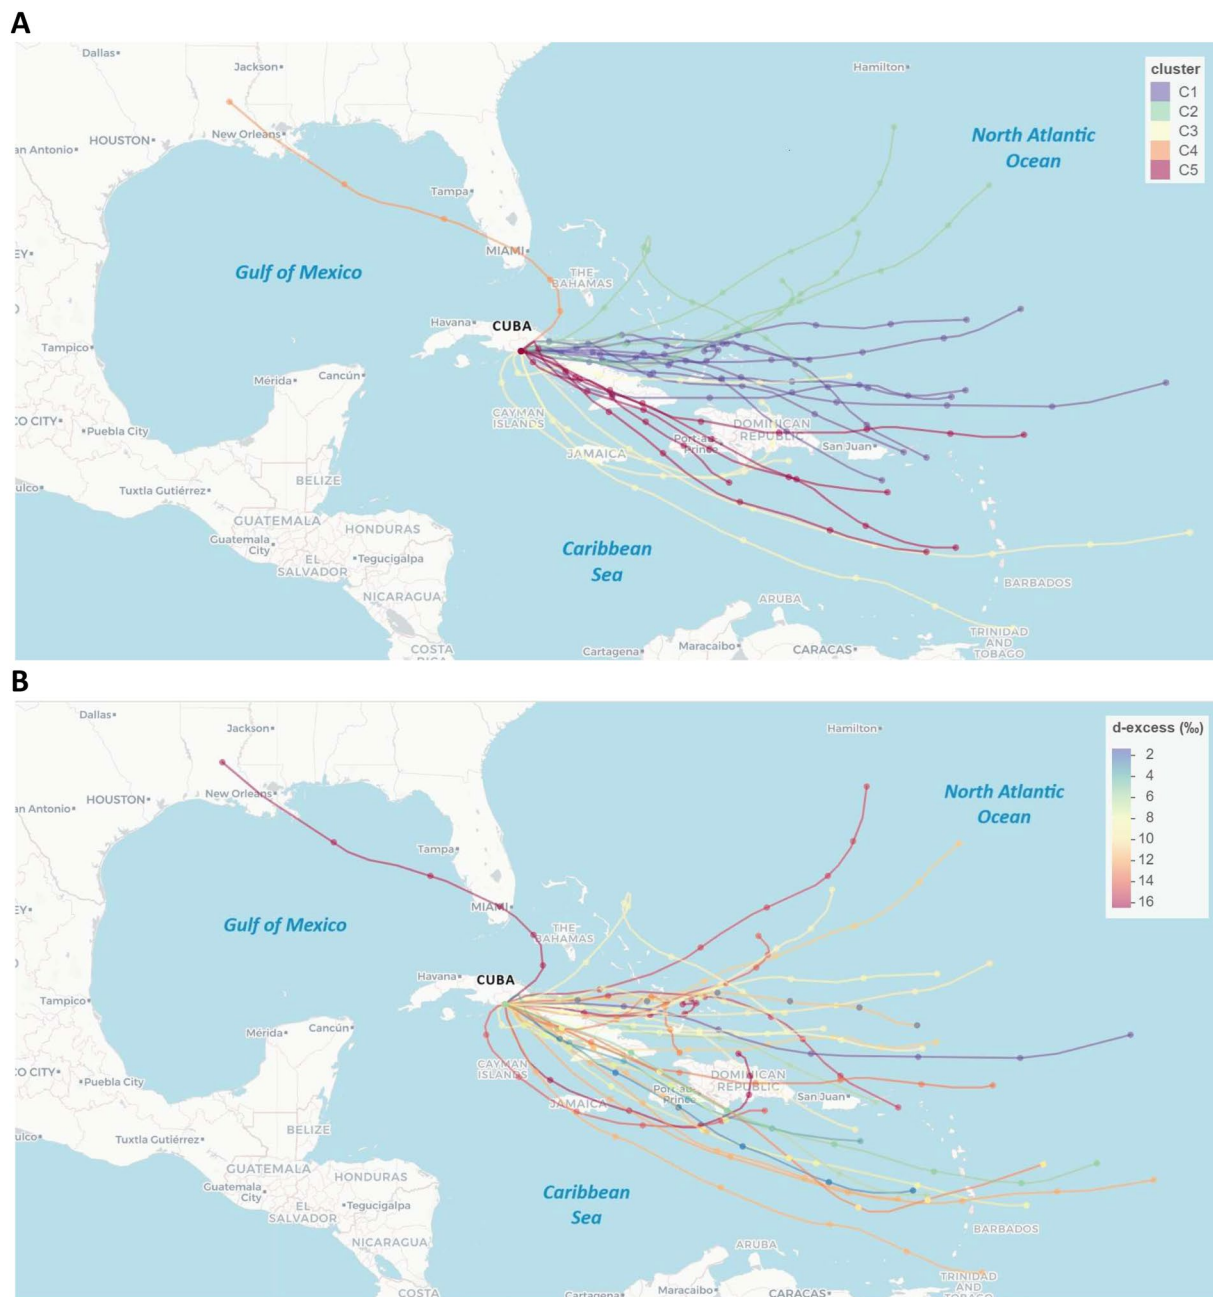 A
Dallas
Jackson
Hamilton
cluster
C1
C2
C3
C4
C5
North Atlantic
Ocean
HOUSTON
New Orleans
an Antonio
Tampa
EY
MIAMI
Gulf of Mexico
THE
BAHAMAS
Havana
CUBA
Tampico
Mérida
Cancún
CO CITY
Puebla City
CAYMAN
ISLANDS
DOMINICAN
REPUBLIC
Port-au-
Prince
San Juan
JAMAICA
BELIZE
ulco
Tuxtla Gutiérrez
GUATEMALA
Guatemala
City
HONDURAS
EL
SALVADOR
Tegucigalpa
Caribbean
Sea
NICARAGUA
BARBADOS
ARUBA
TRINIDAD
AND
TOBAGO
COSTA
Cartagena
Maracaibo
CARACAS
B
Dallas
Jackson
Hamilton
d-excess (‰)
2
4
6
8
10
12
14
16
North Atlantic
Ocean
HOUSTON
New Orleans
an Antonio
Tampa
EY
MIAMI
Gulf of Mexico
THE
BAHAMAS
Havana
CUBA
Tampico
Mérida
Cancún
CO CITY
Puebla City
CAYMAN
ISLANDS
DOMINICAN
REPUBLIC
Port-au-
Prince
San Juan
JAMAICA
BELIZE
ulco
Tuxtla Gutiérrez
GUATEMALA
Guatemala
City
HONDURAS
EL
SALVADOR
Tegucigalpa
Caribbean
Sea
NICARAGUA
BARBADOS
ARUBA
TRINIDAD
AND
COSTA
Cartagena
Maracaibo
CARACAS